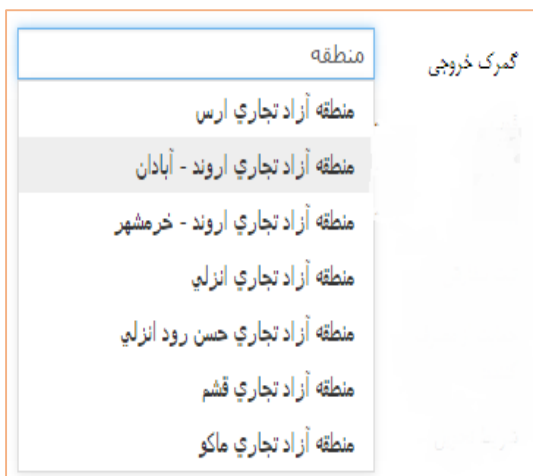 گمرک خروجی
منطقه
منطقه آزاد تجاري ارس
منطقه آزاد تجاري اروند - آبادان
منطقه آزاد تجاري اروند - خرمشهر
منطقه آزاد تجاري انزلي
منطقه آزاد تجاري حسن رود انزلي
منطقه آزاد تجاري قشم
منطقه آزاد تجاري ماکو